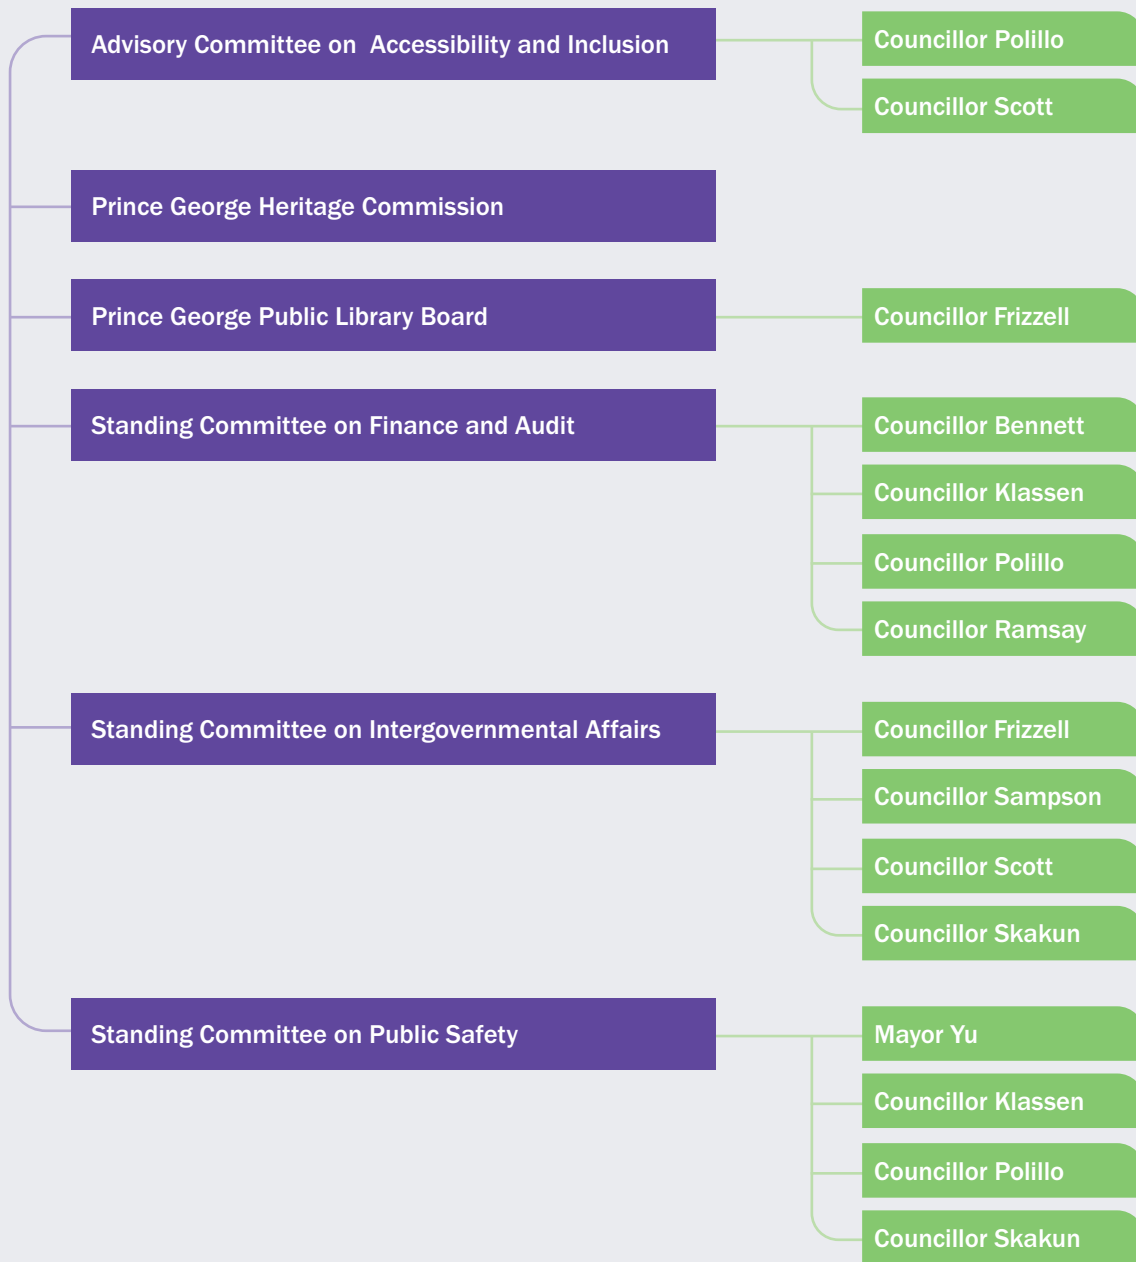 Advisory Committee on  Accessibility and Inclusion
Councillor Polillo
Councillor Scott
Prince George Heritage Commission
Prince George Public Library Board
Councillor Frizzell
Standing Committee on Finance and Audit
Councillor Bennett
Councillor Klassen
Councillor Polillo
Councillor Ramsay
Standing Committee on Intergovernmental Affairs
Councillor Frizzell
Councillor Sampson
Councillor Scott
Councillor Skakun
Standing Committee on Public Safety
Mayor Yu
Councillor Klassen
Councillor Polillo
Councillor Skakun